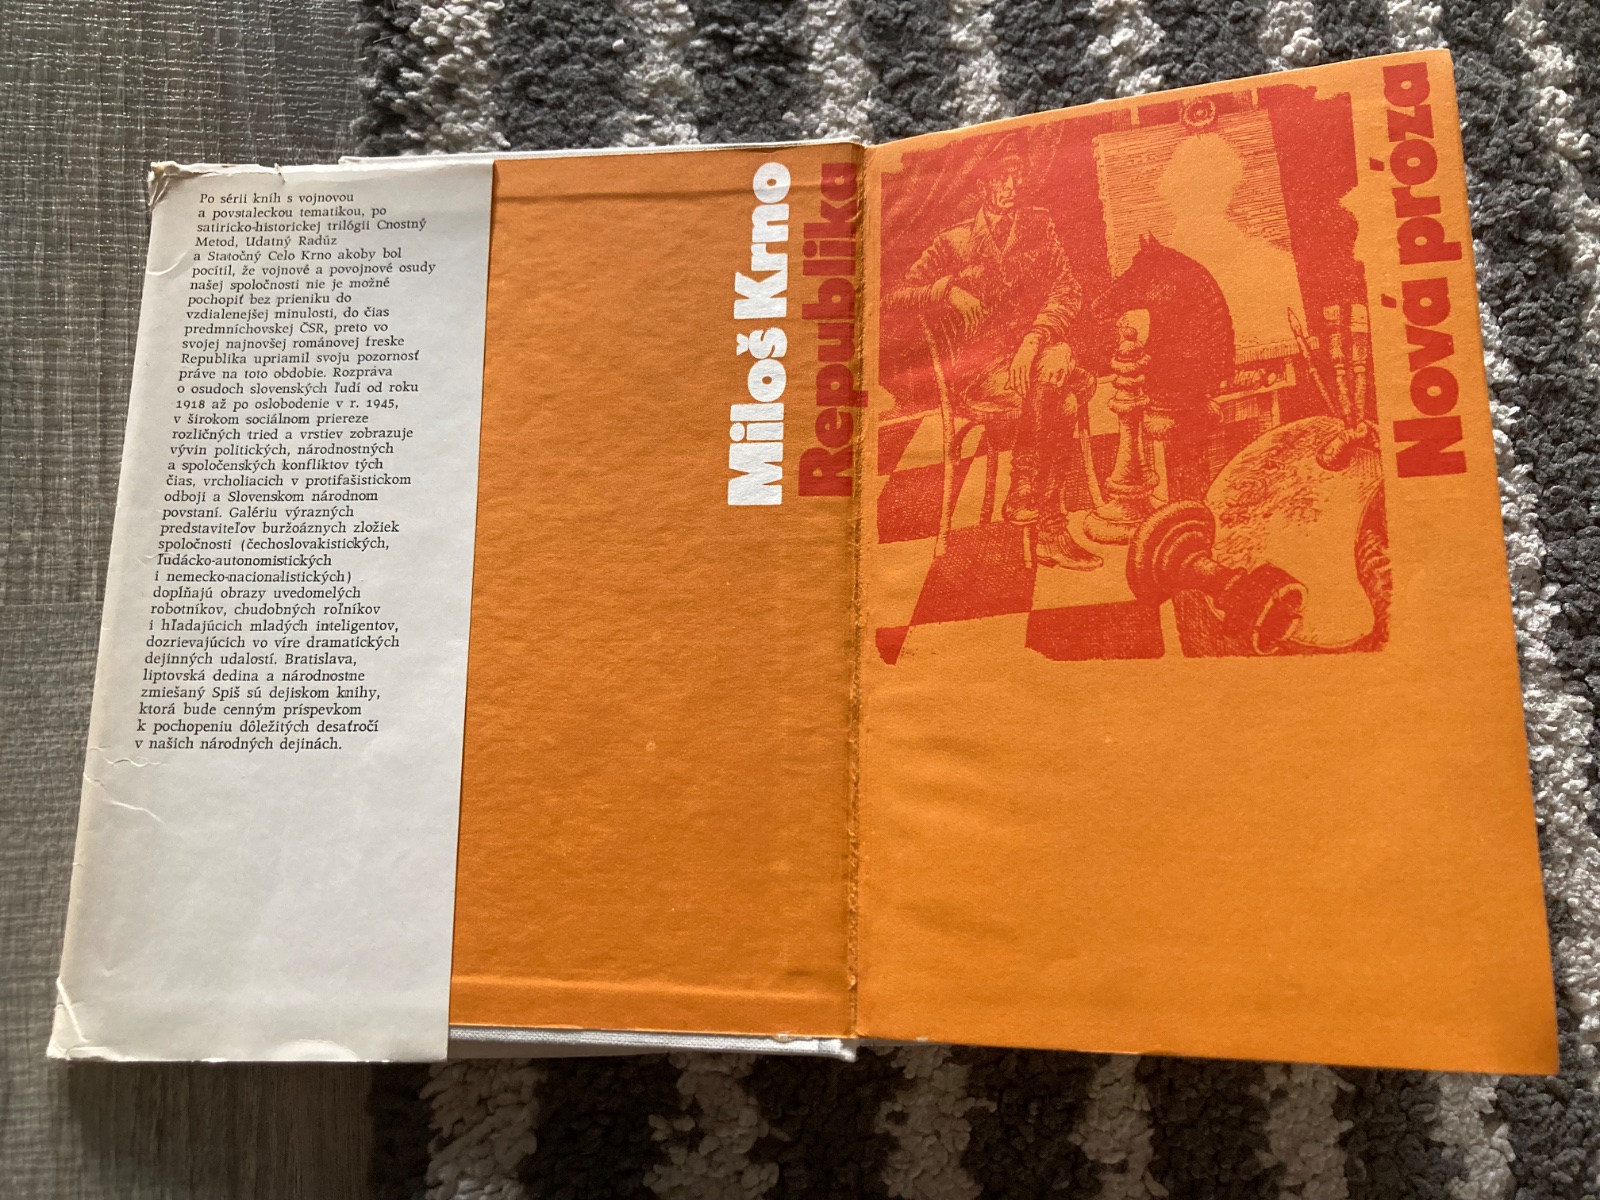 Po sérii kníh s vojnovou
a povstaleckou tematikou, po
satiricko-historickej trilógii Cnostný
Metod, Udatný Radúz
a Statočný Celo Krno akoby bol
pocítil, že vojnové a povojnové osudy
našej spoločnosti nie je možné
pochopiť bez prieniku do
vzdialenejšej minulosti, do čias
predmníchovskej ČSR, preto vo
svojej najnovšej románovej freske
Republika upriamil svoju pozornosť
práve na toto obdobie. Rozpráva
o osudoch slovenských ľudí od roku
1918 až po oslobodenie v r. 1945,
v širokom sociálnom priereze
rozličných tried a vrstiev zobrazuje
vývin politických, národnostných
a spoločenských konfliktov tých
čias, vrcholiacich v protifašistickom
odboji a Slovenskom národnom
povstaní. Galériu výrazných
predstaviteľov buržoáznych zložiek
spoločnosti (čechoslovakistických,
ľudácko-autonomistických
i nemecko-nacionalistických)
dopĺňajú obrazy uvedomelých
robotníkov, chudobných roľníkov
i hľadajúcich mladých inteligentov,
dozrievajúcich vo víre dramatických
dejinných udalostí. Bratislava,
liptovská dedina a národnostne
zmiešaný Spiš sú dejiskom knihy,
ktorá bude cenným príspevkom
k pochopeniu dôležitých desaťročí
v našich národných dejinách.
Miloš Krno
Republika
Nová próza